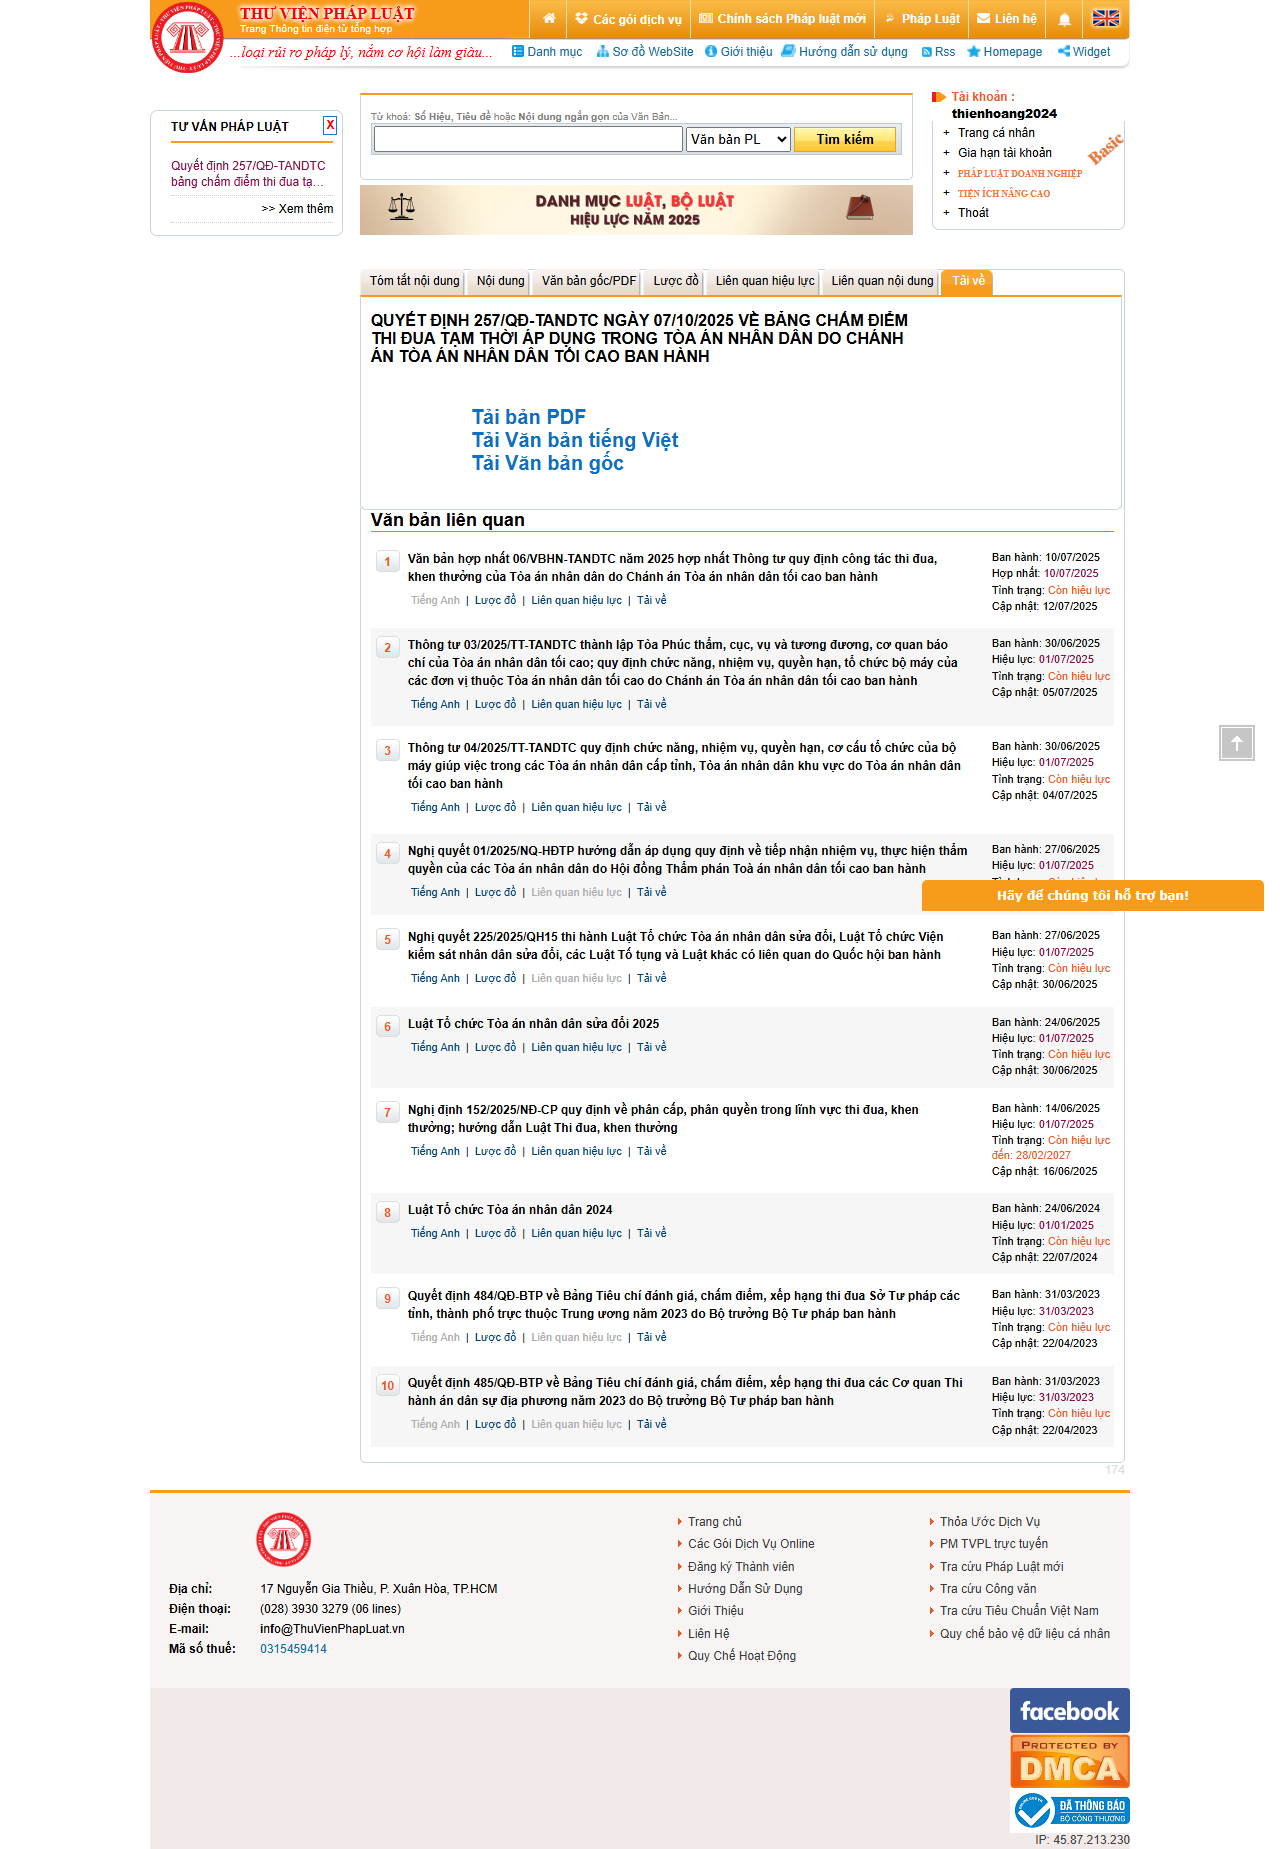 THƯ VIỆN PHÁP LUẬT
Trang Thông tin điện tử tổng hợp
Các gói dịch vụ
Chính sách Pháp luật mới
Pháp Luật
Liên hệ
...loại rủi ro pháp lý, nắm cơ hội làm giàu...
Danh mục
Sơ đồ WebSite
Giới thiệu
Hướng dẫn sử dụng
Rss
Homepage
Widget
TƯ VẤN PHÁP LUẬT
X
Quyết định 257/QĐ-TANDTC
bảng chấm điểm thi đua tạ…
>> Xem thêm
Từ khoá: Số Hiệu, Tiêu đề hoặc Nội dung ngắn gọn của Văn Bản...
Văn bản PL
Tìm kiếm
DANH MỤC LUẬT, BỘ LUẬT
HIỆU LỰC NĂM 2025
Tài khoản :
thienhoang2024
+ Trang cá nhân
+ Gia hạn tài khoản
+ PHÁP LUẬT DOANH NGHIỆP
+ TIỆN ÍCH NÂNG CAO
+ Thoát
Basic
Tóm tắt nội dung
Nội dung
Văn bản gốc/PDF
Lược đồ
Liên quan hiệu lực
Liên quan nội dung
Tải về
QUYẾT ĐỊNH 257/QĐ-TANDTC NGÀY 07/10/2025 VỀ BẢNG CHẤM ĐIỂM
THI ĐUA TẠM THỜI ÁP DỤNG TRONG TÒA ÁN NHÂN DÂN DO CHÁNH
ÁN TÒA ÁN NHÂN DÂN TỐI CAO BAN HÀNH
Tải bản PDF
Tải Văn bản tiếng Việt
Tải Văn bản gốc
Văn bản liên quan
1
Văn bản hợp nhất 06/VBHN-TANDTC năm 2025 hợp nhất Thông tư quy định công tác thi đua,
khen thưởng của Tòa án nhân dân do Chánh án Tòa án nhân dân tối cao ban hành
Tiếng Anh | Lược đồ | Liên quan hiệu lực | Tải về
Ban hành: 10/07/2025
Hợp nhất: 10/07/2025
Tình trạng: Còn hiệu lực
Cập nhật: 12/07/2025
2
Thông tư 03/2025/TT-TANDTC thành lập Tòa Phúc thẩm, cục, vụ và tương đương, cơ quan báo
chí của Tòa án nhân dân tối cao; quy định chức năng, nhiệm vụ, quyền hạn, tổ chức bộ máy của
các đơn vị thuộc Tòa án nhân dân tối cao do Chánh án Tòa án nhân dân tối cao ban hành
Tiếng Anh | Lược đồ | Liên quan hiệu lực | Tải về
Ban hành: 30/06/2025
Hiệu lực: 01/07/2025
Tình trạng: Còn hiệu lực
Cập nhật: 05/07/2025
3
Thông tư 04/2025/TT-TANDTC quy định chức năng, nhiệm vụ, quyền hạn, cơ cấu tổ chức của bộ
máy giúp việc trong các Tòa án nhân dân cấp tỉnh, Tòa án nhân dân khu vực do Tòa án nhân dân
tối cao ban hành
Tiếng Anh | Lược đồ | Liên quan hiệu lực | Tải về
Ban hành: 30/06/2025
Hiệu lực: 01/07/2025
Tình trạng: Còn hiệu lực
Cập nhật: 04/07/2025
4
Nghị quyết 01/2025/NQ-HĐTP hướng dẫn áp dụng quy định về tiếp nhận nhiệm vụ, thực hiện thẩm
quyền của các Tòa án nhân dân do Hội đồng Thẩm phán Toà án nhân dân tối cao ban hành
Tiếng Anh | Lược đồ | Liên quan hiệu lực | Tải về
Ban hành: 27/06/2025
Hiệu lực: 01/07/2025
Hãy để chúng tôi hỗ trợ bạn!
5
Nghị quyết 225/2025/QH15 thi hành Luật Tổ chức Tòa án nhân dân sửa đổi, Luật Tổ chức Viện
kiểm sát nhân dân sửa đổi, các Luật Tố tụng và Luật khác có liên quan do Quốc hội ban hành
Tiếng Anh | Lược đồ | Liên quan hiệu lực | Tải về
Ban hành: 27/06/2025
Hiệu lực: 01/07/2025
Tình trạng: Còn hiệu lực
Cập nhật: 30/06/2025
6
Luật Tổ chức Tòa án nhân dân sửa đổi 2025
Tiếng Anh | Lược đồ | Liên quan hiệu lực | Tải về
Ban hành: 24/06/2025
Hiệu lực: 01/07/2025
Tình trạng: Còn hiệu lực
Cập nhật: 30/06/2025
7
Nghị định 152/2025/NĐ-CP quy định về phân cấp, phân quyền trong lĩnh vực thi đua, khen
thưởng; hướng dẫn Luật Thi đua, khen thưởng
Tiếng Anh | Lược đồ | Liên quan hiệu lực | Tải về
Ban hành: 14/06/2025
Hiệu lực: 01/07/2025
Tình trạng: Còn hiệu lực
đến: 28/02/2027
Cập nhật: 16/06/2025
8
Luật Tổ chức Tòa án nhân dân 2024
Tiếng Anh | Lược đồ | Liên quan hiệu lực | Tải về
Ban hành: 24/06/2024
Hiệu lực: 01/01/2025
Tình trạng: Còn hiệu lực
Cập nhật: 22/07/2024
9
Quyết định 484/QĐ-BTP về Bảng Tiêu chí đánh giá, chấm điểm, xếp hạng thi đua Sở Tư pháp các
tỉnh, thành phố trực thuộc Trung ương năm 2023 do Bộ trưởng Bộ Tư pháp ban hành
Tiếng Anh | Lược đồ | Liên quan hiệu lực | Tải về
Ban hành: 31/03/2023
Hiệu lực: 31/03/2023
Tình trạng: Còn hiệu lực
Cập nhật: 22/04/2023
10
Quyết định 485/QĐ-BTP về Bảng Tiêu chí đánh giá, chấm điểm, xếp hạng thi đua các Cơ quan Thi
hành án dân sự địa phương năm 2023 do Bộ trưởng Bộ Tư pháp ban hành
Tiếng Anh | Lược đồ | Liên quan hiệu lực | Tải về
Ban hành: 31/03/2023
Hiệu lực: 31/03/2023
Tình trạng: Còn hiệu lực
Cập nhật: 22/04/2023
174
Địa chỉ: 17 Nguyễn Gia Thiều, P. Xuân Hòa, TP.HCM
Điện thoại: (028) 3930 3279 (06 lines)
E-mail: info@ThuVienPhapLuat.vn
Mã số thuế: 0315459414
Trang chủ
Các Gói Dịch Vụ Online
Đăng ký Thành viên
Hướng Dẫn Sử Dụng
Giới Thiệu
Liên Hệ
Quy Chế Hoạt Động
Thỏa Ước Dịch Vụ
PM TVPL trực tuyến
Tra cứu Pháp Luật mới
Tra cứu Công văn
Tra cứu Tiêu Chuẩn Việt Nam
Quy chế bảo vệ dữ liệu cá nhân
facebook
PROTECTED BY
DMCA
ĐÃ THÔNG BÁO
BỘ CÔNG THƯƠNG
IP: 45.87.213.230